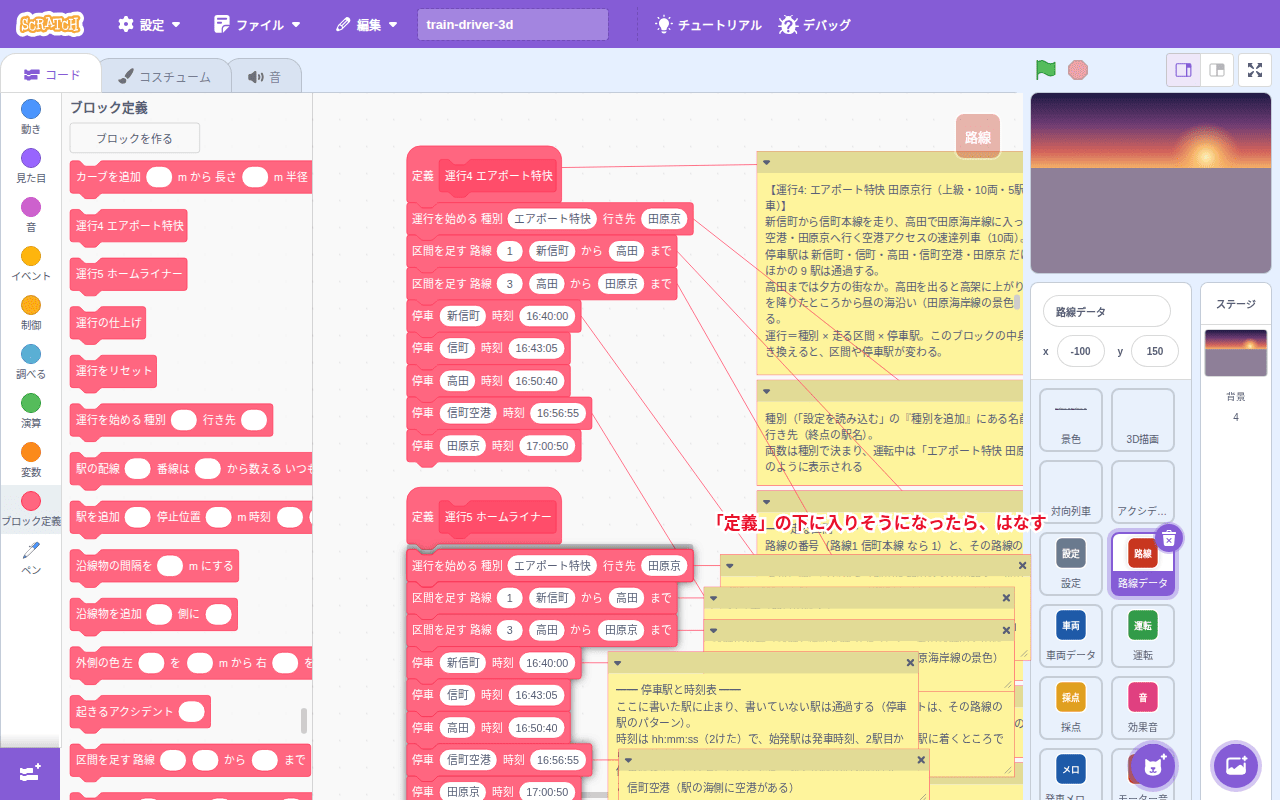 SCRATCH
設定
ファイル
編集
train-driver-3d
チュートリアル
デバッグ
コード
コスチューム
音
動き
見た目
音
イベント
制御
調べる
演算
変数
ブロック定義
ペン
ブロック定義
ブロックを作る
カーブを追加 m から 長さ m 半径
運行4 エアポート特快
運行5 ホームライナー
運行の仕上げ
運行をリセット
運行を始める 種別 行き先
駅の配線 番線は から数える いつも
駅を追加 停止位置 m 時刻
沿線物の間隔を m にする
沿線物を追加 側に
外側の色 左 を m から 右 を
起きるアクシデント
区間を足す 路線 から まで
定義 運行4 エアポート特快
運行を始める 種別 エアポート特快 行き先 田原京
区間を足す 路線 1 新信町 から 高田 まで
区間を足す 路線 3 高田 から 田原京 まで
停車 新信町 時刻 16:40:00
停車 信町 時刻 16:43:05
停車 高田 時刻 16:50:40
停車 信町空港 時刻 16:56:55
停車 田原京 時刻 17:00:50
定義 運行5 ホームライナー
運行を始める 種別 エアポート特快 行き先 田原京
区間を足す 路線 1 新信町 から 高田 まで
区間を足す 路線 3 高田 から 田原京 まで
停車 新信町 時刻 16:40:00
停車 信町 時刻 16:43:05
停車 高田 時刻 16:50:40
停車 信町空港 時刻 16:56:55
停車 田原京 時刻 17:00:50
路線
【運行4: エアポート特快 田原京行（上級・10両・5駅
車）】
新信町から信町本線を走り、高田で田原海岸線に入っ
空港・田原京へ行く空港アクセスの速達列車（10両）。
停車駅は 新信町・信町・高田・信町空港・田原京 だけ
ほかの 9 駅は通過する。
高田までは夕方の街なか。高田を出ると高架に上がり
を降りたところから昼の海沿い（田原海岸線の景色
る。
運行＝種別 × 走る区間 × 停車駅。このブロックの中身
き換えると、区間や停車駅が変わる。
種別（「設定を読み込む」の『種別を追加』にある名前
行き先（終点の駅名）。
両数は種別で決まり、運転中は「エアポート特快 田原
のように表示される
「定義」の下に入りそうになったら、はなす
路線の番号（路線1 信町本線 なら 1）と、その路線の
原海岸線の景色）
━━ 停車駅と時刻表 ━━
ここに書いた駅に止まり、書いていない駅は通過する（停車
駅のパターン）。
時刻は hh:mm:ss（2けた）で、始発駅は発車時刻、2駅目か
トは、その路線の
駅に着くところで
信町空港（駅の海側に空港がある）
路線データ
x -100 y 150
ステージ
背景
4
景色
3D描画
対向列車
アクシデ...
設定
設定
路線
路線データ
車両
車両データ
運転
運転
採点
採点
音
効果音
メロ
発車メロ...
モーター音